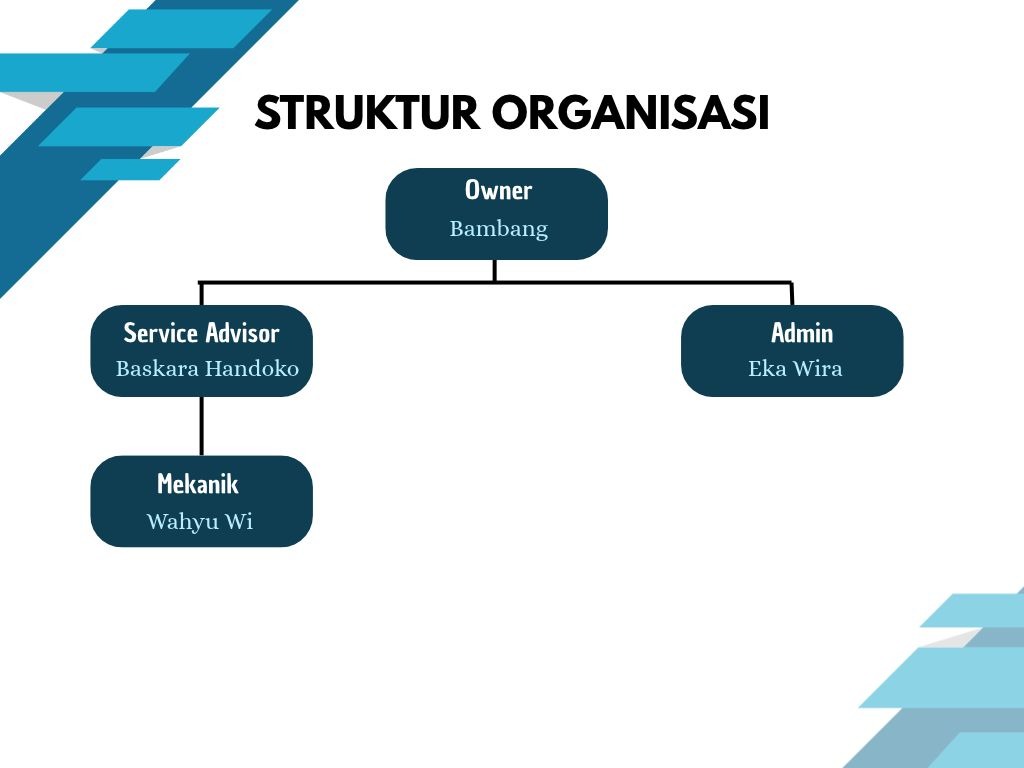 STRUKTUR ORGANISASI
Owner
Bambang
Service Advisor
Baskara Handoko
Admin
Eka Wira
Mekanik
Wahyu Wi